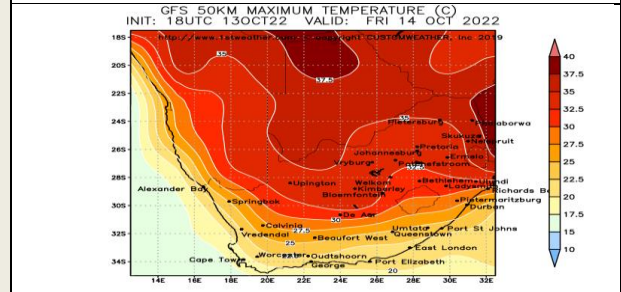 GFS 50KM MAXIMUM TEMPERATURE (C)
INIT: 18UTC 13OCT22 VALID: FRI 14 OCT 2022
http://www.1stweather.com Copyright CUSTOMWEATHER, Inc 2019
18S
20S
22S
24S
26S
28S
30S
32S
34S
35
37.5
35
Pietersburg
Skukuza
Nelspruit
Pretoria
Johannesburg
Ermelo
Vryburg
Potchefstroom
Bethlehem
Ulundi
Welkom
Ladysmith
Upington
Kimberley
Richards
Alexander Bay
Bloemfontein
Springbok
Pietermaritzburg
Durban
De Aar
30
Calvinia
27.5
Umtata
Port St Johns
Vredendal
Beaufort West
Queenstown
25
East London
Worcester
Oudtshoorn
Cape Town
George
Port Elizabeth
20
14E
16E
18E
20E
22E
24E
26E
28E
30E
32E
40
37.5
35
32.5
30
27.5
25
22.5
20
17.5
15
10